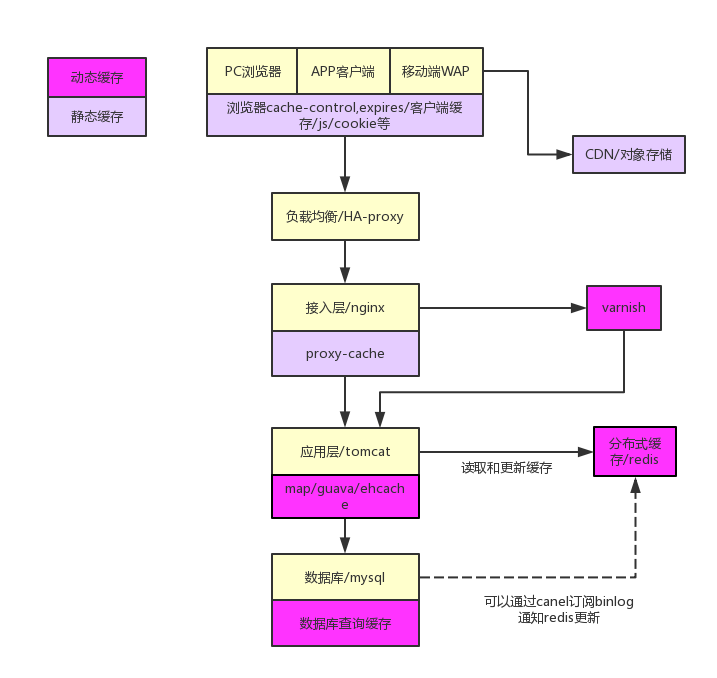 动态缓存
静态缓存
PC浏览器
APP客户端
移动端WAP
浏览器cache-control,expires/客户端缓
存/js/cookie等
CDN/对象存储
负载均衡/HA-proxy
接入层/nginx
proxy-cache
varnish
应用层/tomcat
map/guava/ehcach
e
读取和更新缓存
分布式缓
存/redis
数据库/mysql
数据库查询缓存
可以通过canel订阅binlog
通知redis更新